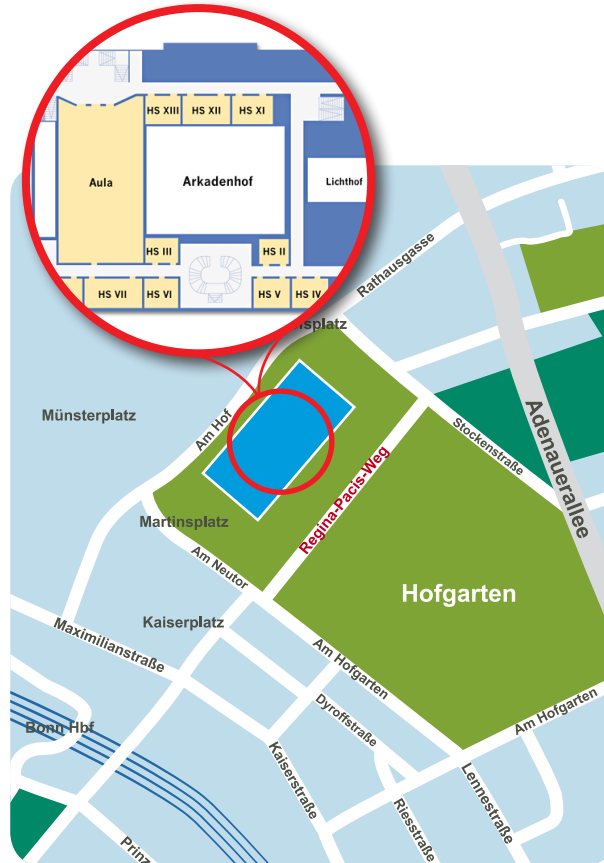 HS XIII
HS XII
HS XI
Aula
Arkadenhof
Lichthof
HS III
HS II
HS VII
HS VI
HS V
HS IV
Rathausgasse
Münsterplatz
Am Hof
Stockenstraße
Adenauerallee
Martinsplatz
Regina-Pacis-Weg
Am Neutor
Hofgarten
Kaiserplatz
Maximilianstraße
Am Hofgarten
Dyroffstraße
Am Hofgarten
Bonn Hbf
Kaiserstraße
Lennestraße
Riesstraße
Prinz